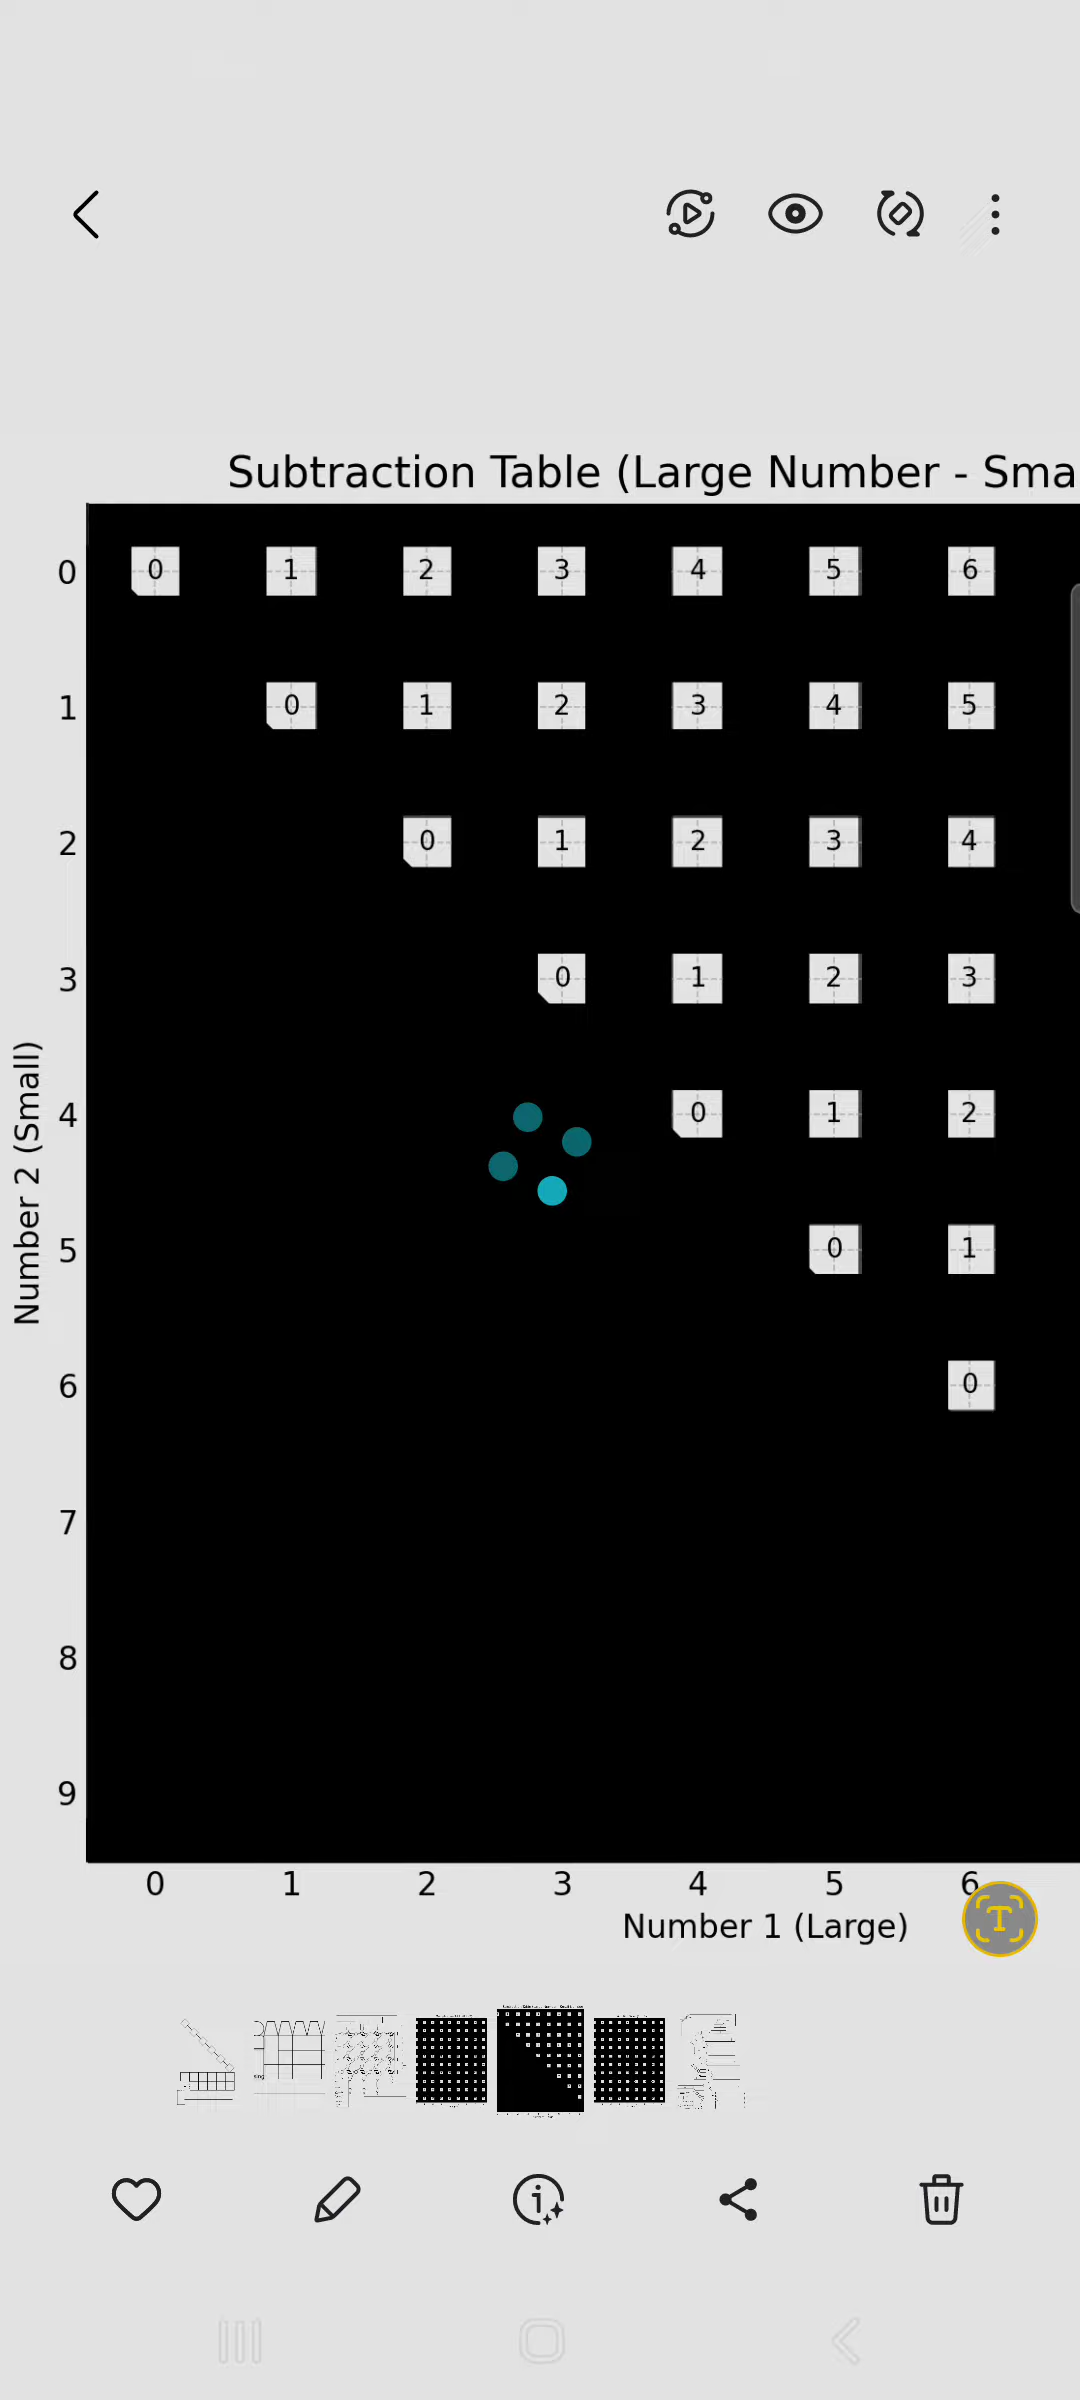 Subtraction Table (Large Number - Sma
0 0 1 2 3 4 5 6
1 0 1 2 3 4 5
2 0 1 2 3 4
3 0 1 2 3
4 0 1 2
5 0 1
6 0
7
8
9
Number 2 (Small)
0 1 2 3 4 5 6
Number 1 (Large)
T